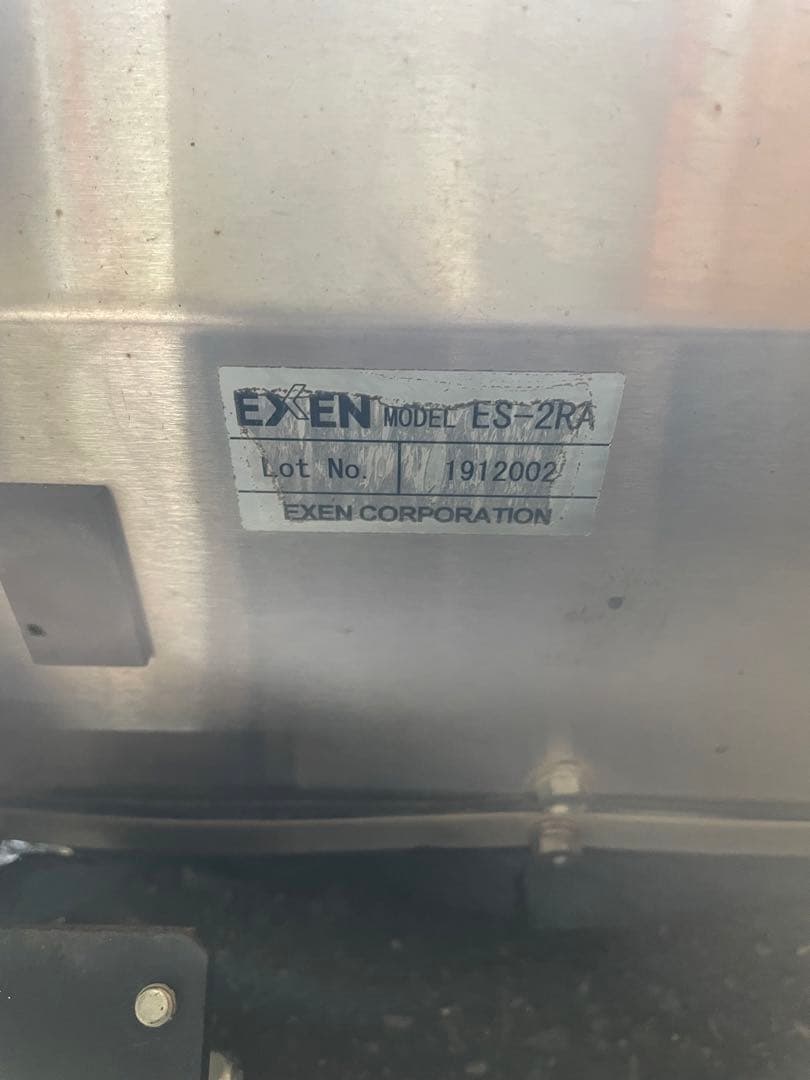 EXEN MODEL ES-2RA
Lot No. 1912002
EXEN CORPORATION